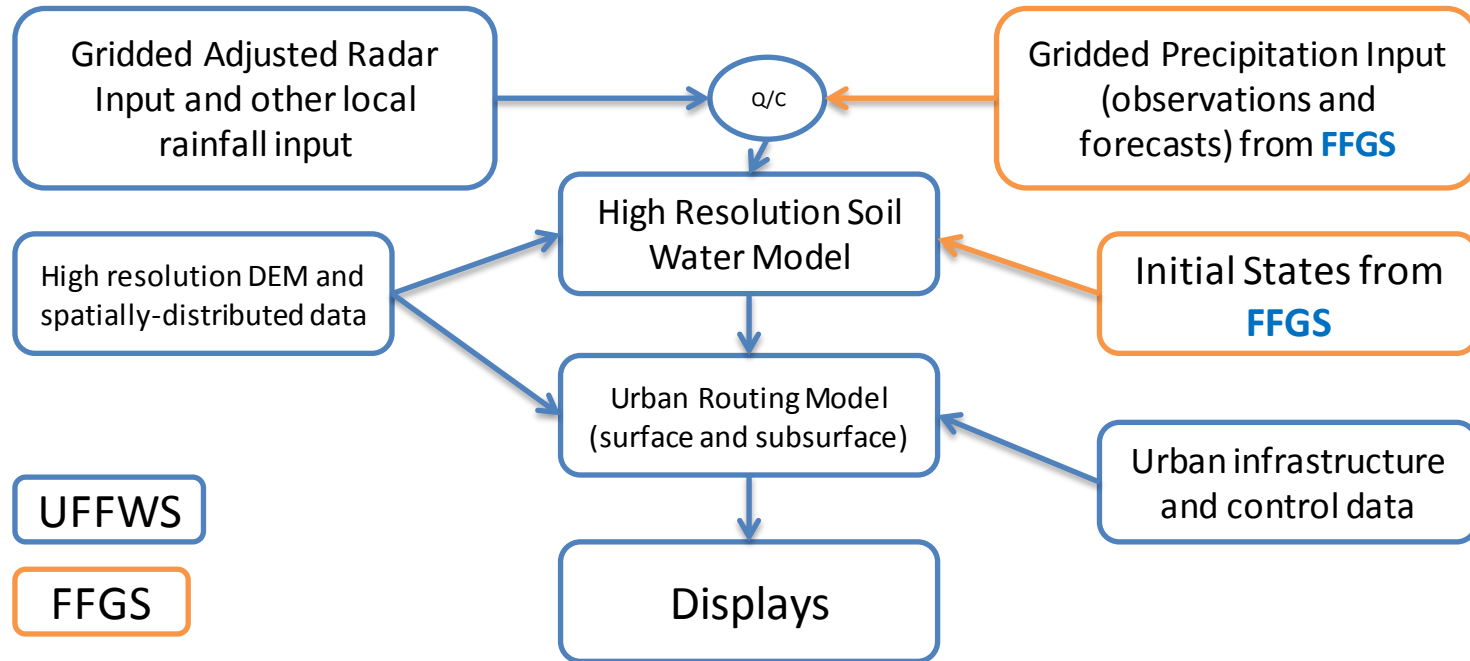 Gridded Adjusted Radar
Input and other local
rainfall input
Q/C
Gridded Precipitation Input
(observations and
forecasts) from FFGS
High Resolution Soil
Water Model
High resolution DEM and
spatially-distributed data
Initial States from
FFGS
Urban Routing Model
(surface and subsurface)
Urban infrastructure
and control data
UFFWS
FFGS
Displays